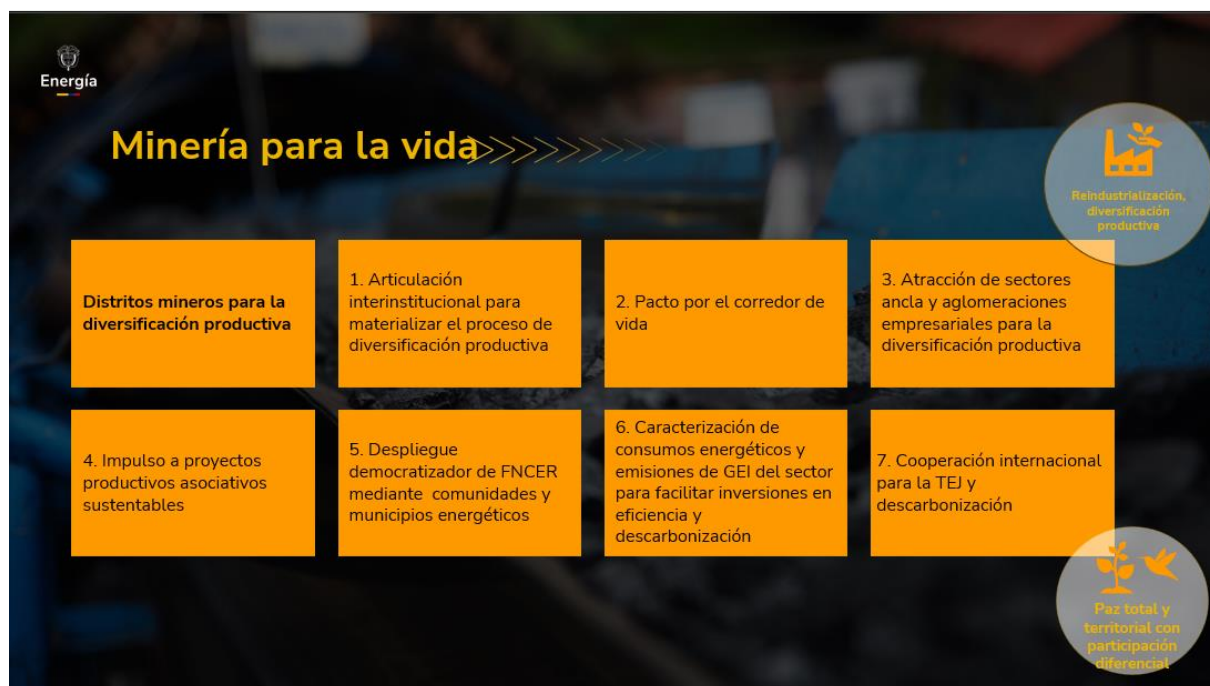 Energía
Minería para la vida
Reindustrialización,
diversificación
productiva
Distritos mineros para la
diversificación productiva
1. Articulación
interinstitucional para
materializar el proceso de
diversificación productiva
2. Pacto por el corredor de
vida
3. Atracción de sectores
ancla y aglomeraciones
empresariales para la
diversificación productiva
4. Impulso a proyectos
productivos asociativos
sustentables
5. Despliegue
democratizador de FNCER
mediante comunidades y
municipios energéticos
6. Caracterización de
consumos energéticos y
emisiones de GEI del sector
para facilitar inversiones en
eficiencia y
descarbonización
7. Cooperación internacional
para la TEJ y
descarbonización
Paz total y
territorial con
participación
diferencial